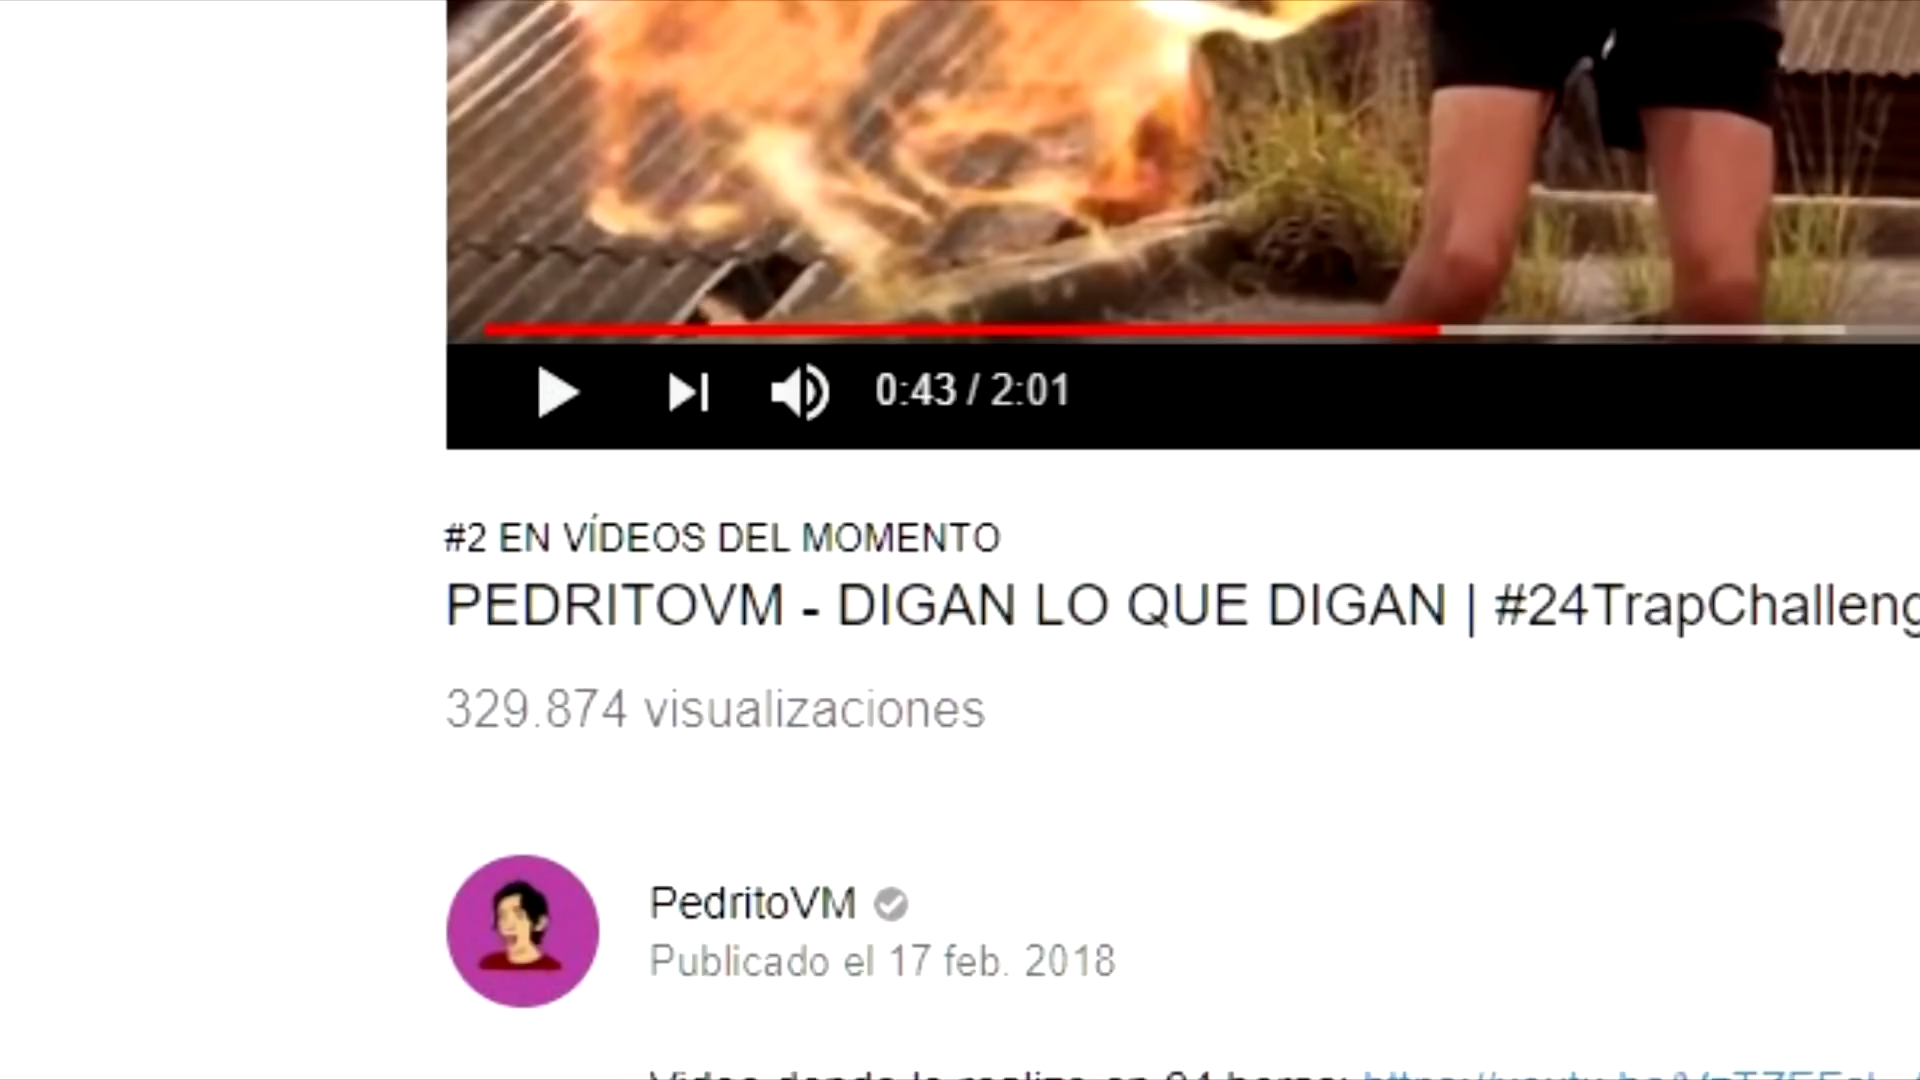 0:43 / 2:01
#2 EN VÍDEOS DEL MOMENTO
PEDRITOVM - DIGAN LO QUE DIGAN | #24TrapChalleng
329.874 visualizaciones
PedritoVM
Publicado el 17 feb. 2018